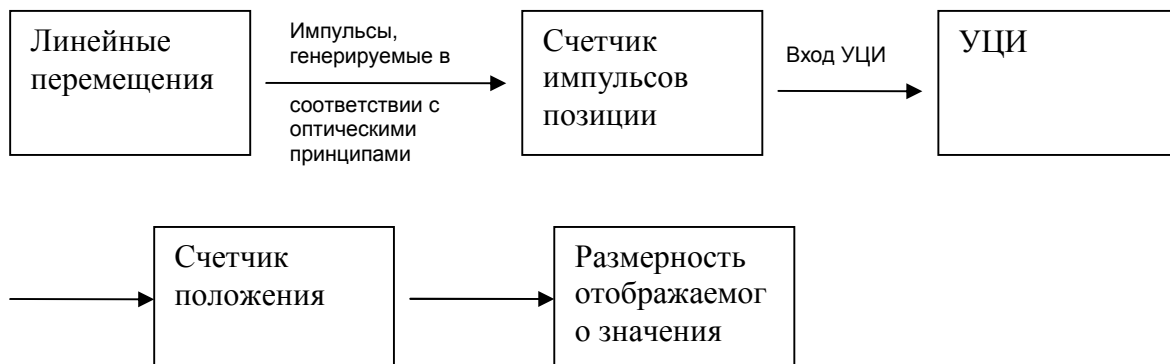 Линейные
перемещения
Импульсы,
генерируемые в
соответствии с
оптическими
принципами
Счетчик
импульсов
позиции
Вход УЦИ
УЦИ
Счетчик
положения
Размерность
отображаемог
о значения